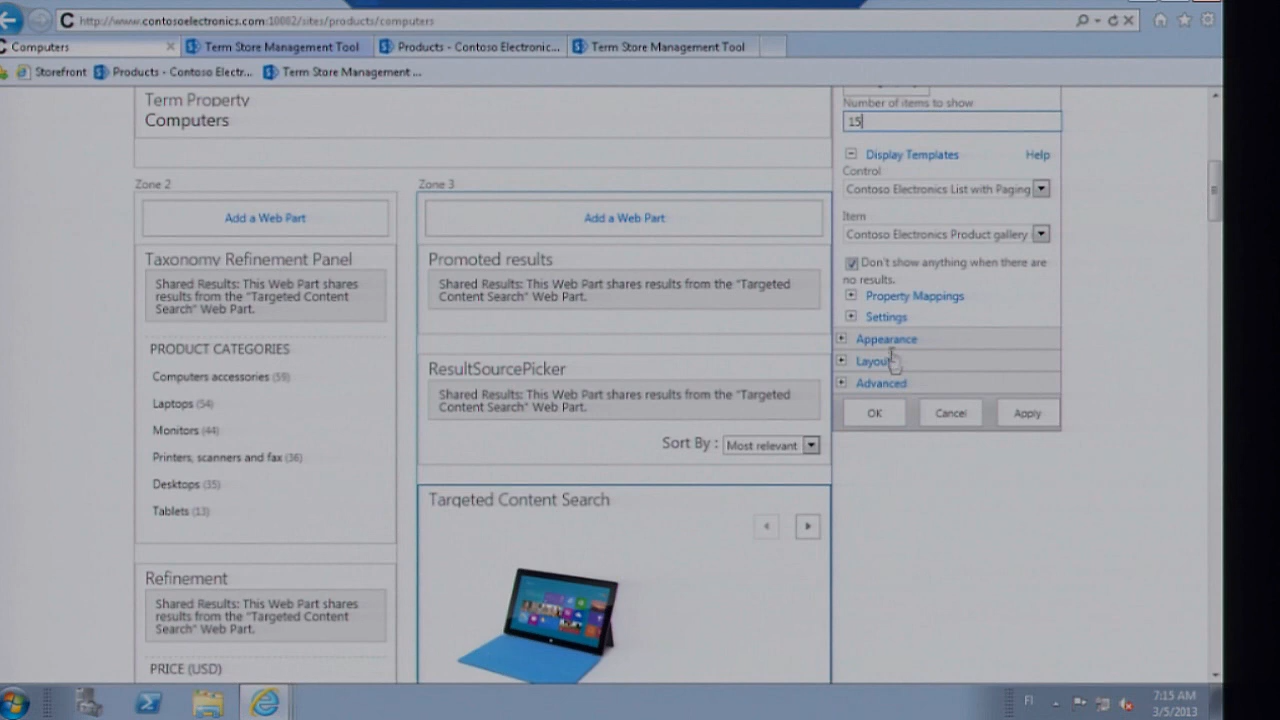 http://www.contosoelectronics.com:10002/sites/products/computers
Computers
Term Store Management Tool
Products - Contoso Electronic...
Term Store Management Tool
Storefront
Products - Contoso Electr...
Term Store Management ...
Term Property
Computers
Zone 2
Add a Web Part
Taxonomy Refinement Panel
Shared Results: This Web Part shares
results from the "Targeted Content
Search" Web Part.
PRODUCT CATEGORIES
Computers accessories (59)
Laptops (54)
Monitors (44)
Printers, scanners and fax (36)
Desktops (35)
Tablets (13)
Refinement
Shared Results: This Web Part shares
results from the "Targeted Content
Search" Web Part.
PRICE (USD)
Zone 3
Add a Web Part
Promoted results
Shared Results: This Web Part shares results from the "Targeted
Content Search" Web Part.
ResultSourcePicker
Shared Results: This Web Part shares results from the "Targeted
Content Search" Web Part.
Sort By : Most relevant
Targeted Content Search
Number of items to show
15
Display Templates Help
Control
Contoso Electronics List with Paging
Item
Contoso Electronics Product gallery
Don't show anything when there are
no results.
Property Mappings
Settings
Appearance
Layout
Advanced
OK Cancel Apply
FI
7:15 AM
3/5/2013